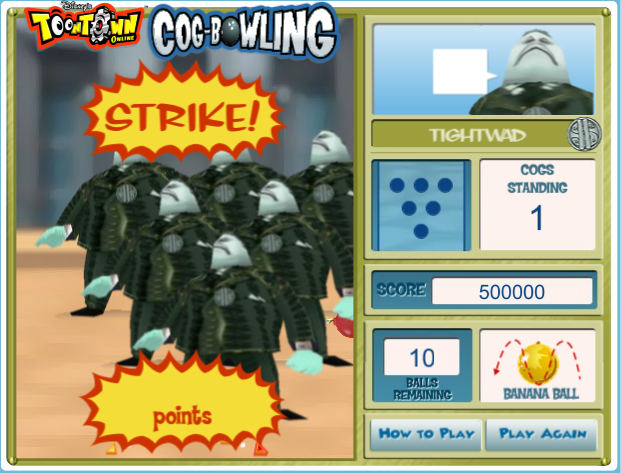 Disney's
TOONTOWN
ONLINE
COG-BOWLING
STRIKE!
points
TIGHTWAD
COGS
STANDING
1
SCORE 500000
10
BALLS
REMAINING
BANANA BALL
HOW TO PLAY
PLAY AGAIN